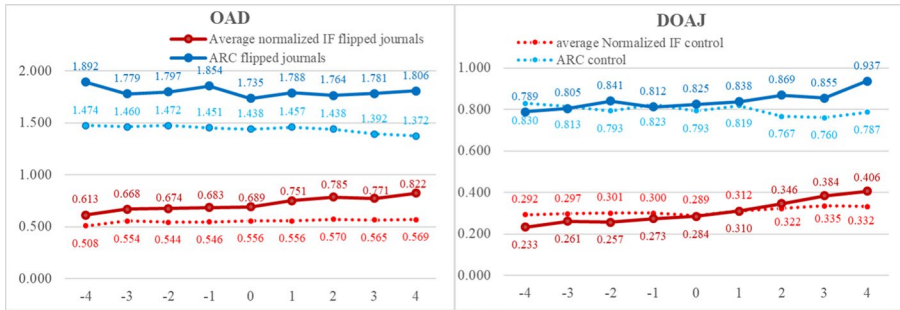 OAD
Average normalized IF flipped journals
ARC flipped journals
2.000
1.500
1.000
0.500
0.000
1.892 1.779 1.797 1.854 1.735 1.788 1.764 1.781 1.806
1.474 1.460 1.472 1.451 1.438 1.457 1.438 1.392 1.372
0.613 0.668 0.674 0.683 0.689 0.751 0.785 0.771 0.822
0.508 0.554 0.544 0.546 0.556 0.556 0.570 0.565 0.569
-4 -3 -2 -1 0 1 2 3 4
DOAJ
average Normalized IF control
ARC control
1.000
0.800
0.600
0.400
0.200
0.000
0.789 0.805 0.841 0.812 0.825 0.838 0.869 0.855 0.937
0.830 0.813 0.793 0.823 0.793 0.819 0.767 0.760 0.787
0.292 0.297 0.301 0.300 0.289 0.312 0.346 0.384 0.406
0.233 0.261 0.257 0.273 0.284 0.310 0.322 0.335 0.332
-4 -3 -2 -1 0 1 2 3 4